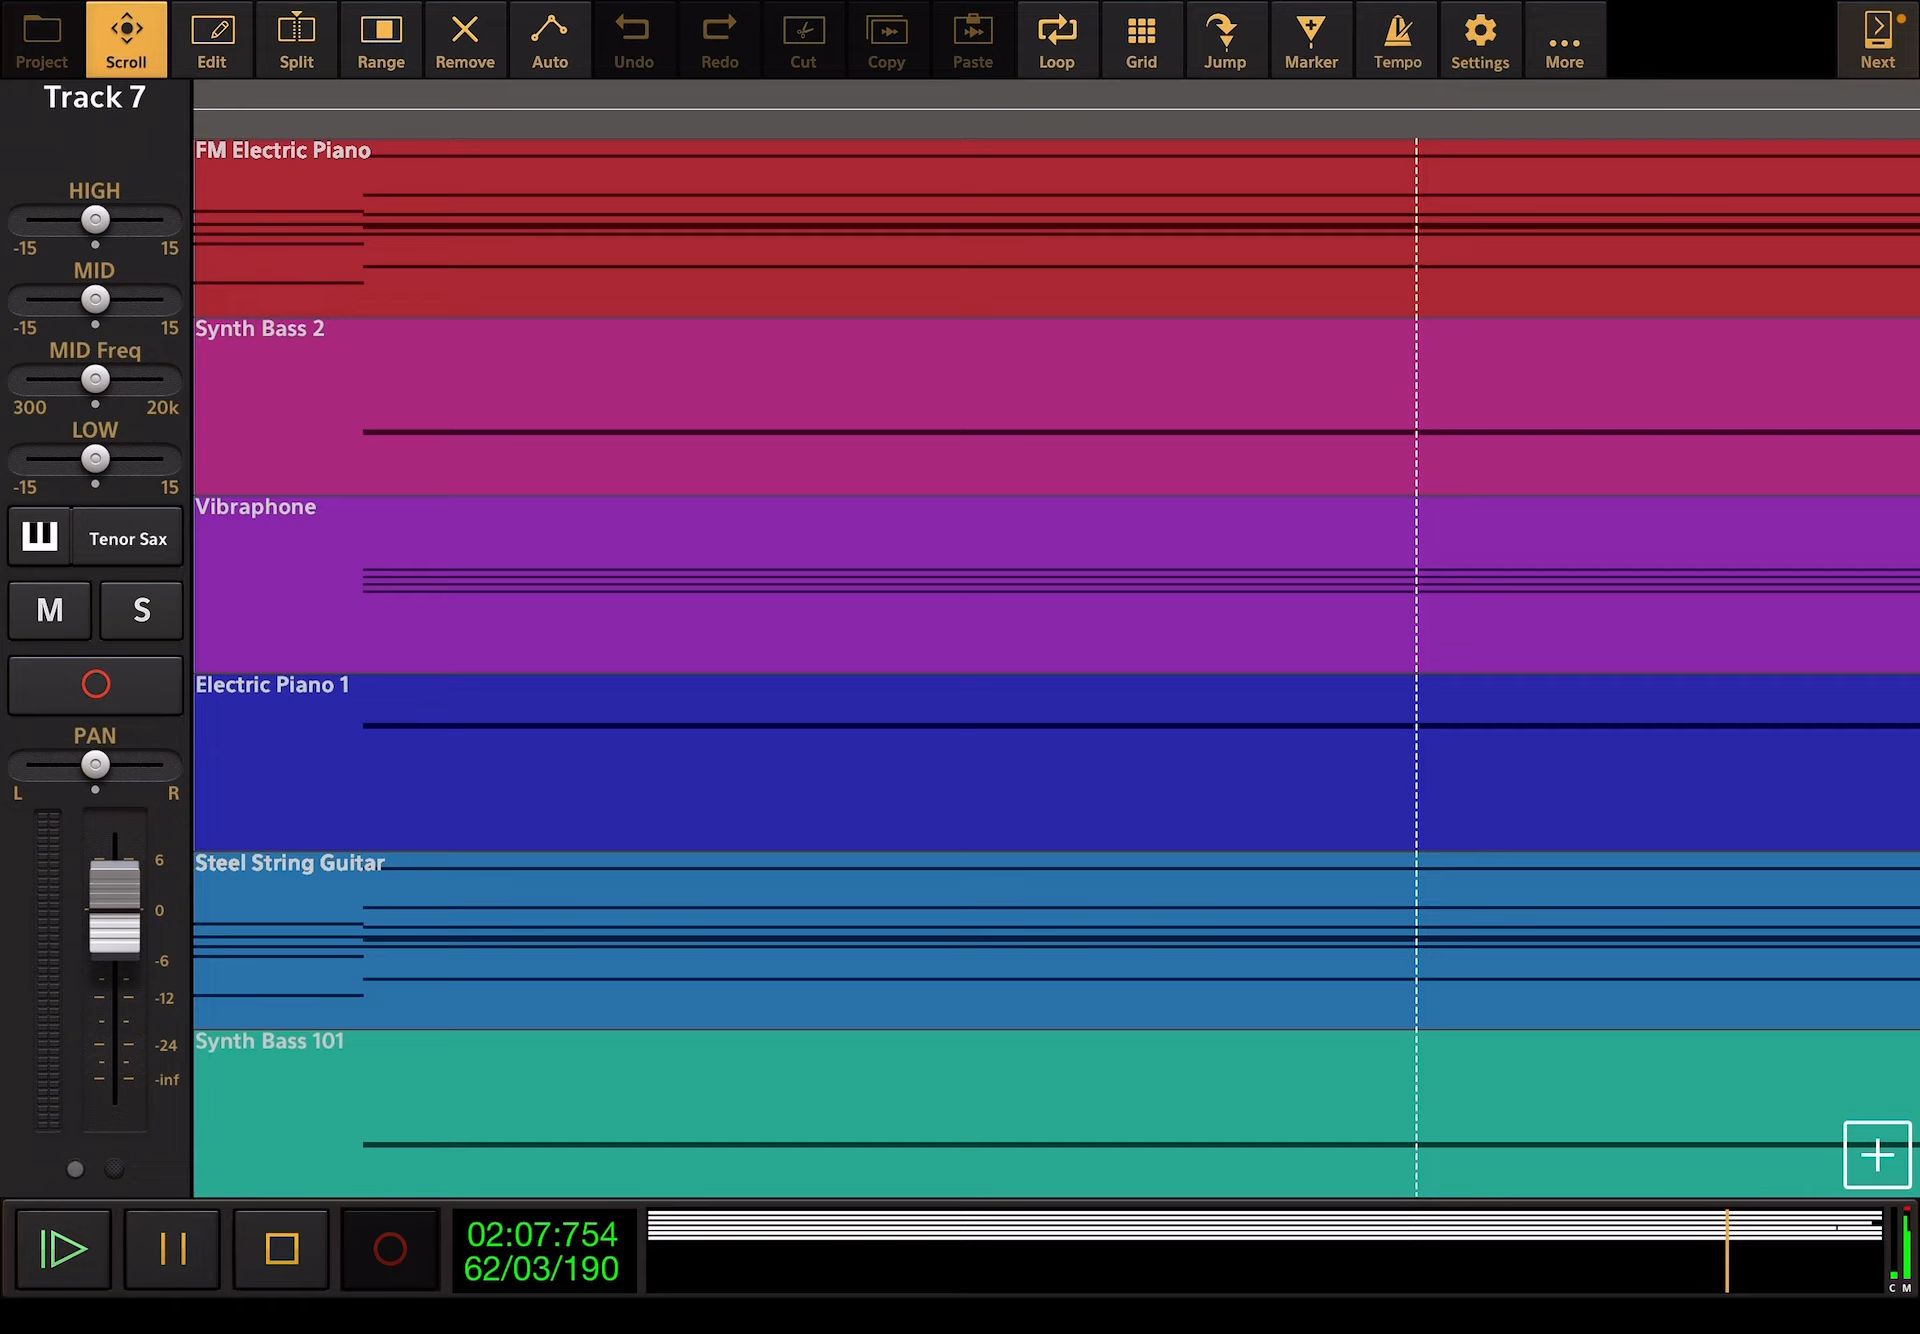 Project Scroll Edit Split Range Remove Auto Undo Redo Cut Copy Paste Loop Grid Jump Marker Tempo Settings More Next
Track 7
HIGH
-15 15
MID
-15 15
MID Freq
300 20k
LOW
-15 15
Tenor Sax
M S
PAN
L R
6
0
-6
-12
-24
-inf
FM Electric Piano
Synth Bass 2
Vibraphone
Electric Piano 1
Steel String Guitar
Synth Bass 101
02:07:754
62/03/190
C M